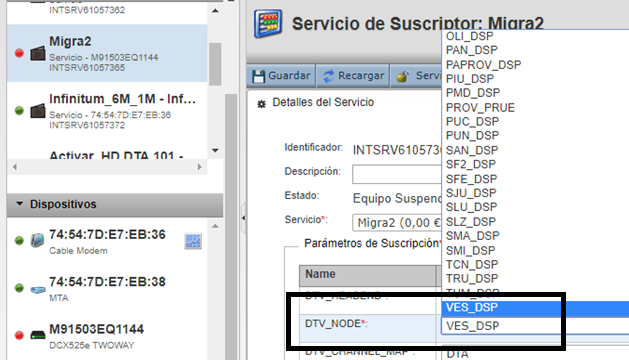 INTSRV61057362
Migra2
Servicio - M91503EQ1144
INTSRV61057365
Infinitum_6M_1M - Inf...
Servicio - 74:54:7D:E7:EB:36
INTSRV61057372
Activar HD DTA 101 -
Dispositivos
74:54:7D:E7:EB:36
Cable Modem
74:54:7D:E7:EB:38
MTA
M91503EQ1144
DCX525e TWOWAY
Servicio de Suscriptor: Migra2
Guardar
Recargar
Servi
Detalles del Servicio
Identificador:
INTSRV6105736
Descripción:
Estado:
Equipo Suspen
Servicio*:
Migra2 (0,00 €
Parámetros de Suscripción*
Name
DTV_HEADEND*:
DTV_NODE*:
VES_DSP
DTV_CHANNEL_MAP*:
DTA
OLI_DSP
PAN_DSP
PAPROV_DSP
PIU_DSP
PMD_DSP
PROV_PRUE
PUC_DSP
PUN_DSP
SAN_DSP
SF2_DSP
SFE_DSP
SJU_DSP
SLU_DSP
SLZ_DSP
SMA_DSP
SMI_DSP
TCN_DSP
TRU_DSP
TUM_DSP
VES_DSP